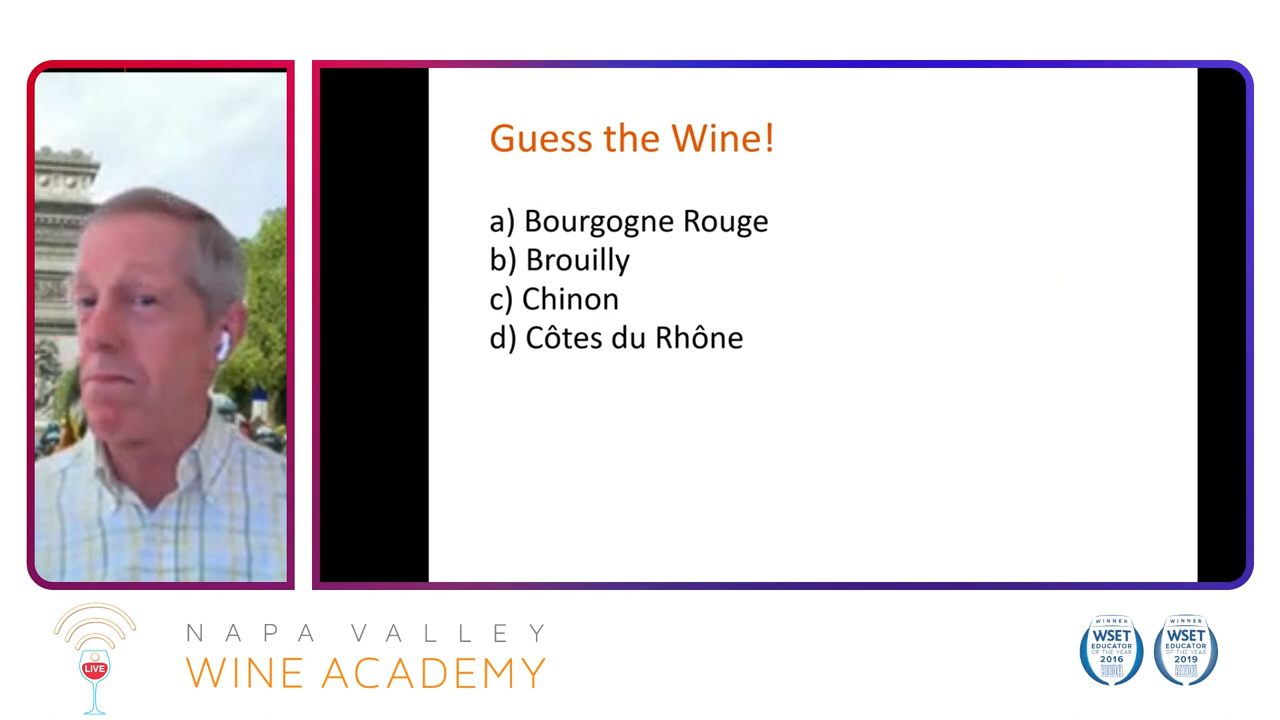 Guess the Wine!
a) Bourgogne Rouge
b) Brouilly
c) Chinon
d) Côtes du Rhône
LIVE
NAPA VALLEY
WINE ACADEMY
WINNER
WSET
EDUCATOR
OF THE YEAR
2016
WINNER
WSET
EDUCATOR
OF THE YEAR
2019